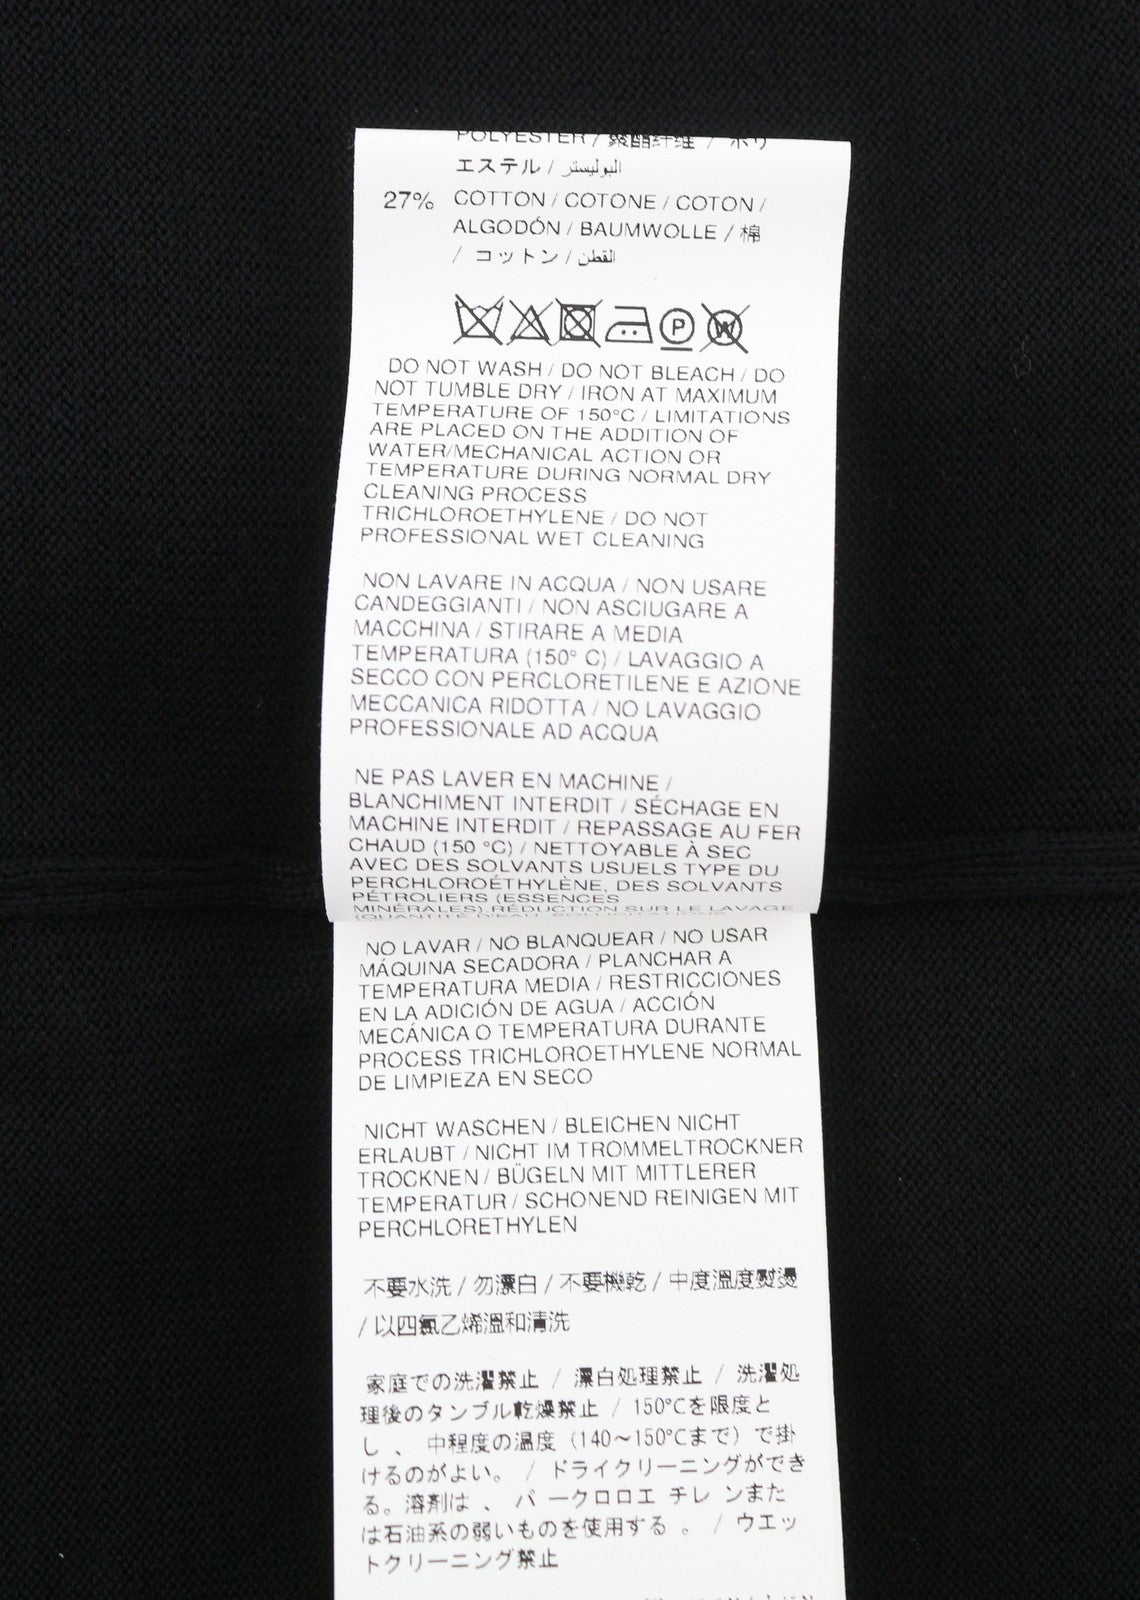 POLYESTER / 聚酯纤维 / ポリ
エステル / البوليستر
27% COTTON / COTONE / COTON /
ALGODÓN / BAUMWOLLE / 棉
/ コットン / القطن
P W
DO NOT WASH / DO NOT BLEACH / DO
NOT TUMBLE DRY / IRON AT MAXIMUM
TEMPERATURE OF 150°C / LIMITATIONS
ARE PLACED ON THE ADDITION OF
WATER/MECHANICAL ACTION OR
TEMPERATURE DURING NORMAL DRY
CLEANING PROCESS
TRICHLOROETHYLENE / DO NOT
PROFESSIONAL WET CLEANING
NON LAVARE IN ACQUA / NON USARE
CANDEGGIANTI / NON ASCIUGARE A
MACCHINA / STIRARE A MEDIA
TEMPERATURA (150° C) / LAVAGGIO A
SECCO CON PERCLORETILENE E AZIONE
MECCANICA RIDOTTA / NO LAVAGGIO
PROFESSIONALE AD ACQUA
NE PAS LAVER EN MACHINE /
BLANCHIMENT INTERDIT / SÉCHAGE EN
MACHINE INTERDIT / REPASSAGE AU FER
CHAUD (150 °C) / NETTOYABLE À SEC
AVEC DES SOLVANTS USUELS TYPE DU
PERCHLOROÉTHYLÈNE, DES SOLVANTS
PÉTROLIERS (ESSENCES
MINÉRALES) RÉDUCTION SUR LE LAVAGE
(QUANTITÉ D'EAU,
NO LAVAR / NO BLANQUEAR / NO USAR
MÁQUINA SECADORA / PLANCHAR A
TEMPERATURA MEDIA / RESTRICCIONES
EN LA ADICIÓN DE AGUA / ACCIÓN
MECÁNICA O TEMPERATURA DURANTE
PROCESS TRICHLOROETHYLENE NORMAL
DE LIMPIEZA EN SECO
NICHT WASCHEN / BLEICHEN NICHT
ERLAUBT / NICHT IM TROMMELTROCKNER
TROCKNEN / BÜGELN MIT MITTLERER
TEMPERATUR / SCHONEND REINIGEN MIT
PERCHLORETHYLEN
不要水洗 / 勿漂白 / 不要機乾 / 中度溫度熨燙
/ 以四氯乙烯溫和清洗
家庭での洗濯禁止 / 漂白処理禁止 / 洗濯処
理後のタンブル乾燥禁止 / 150℃を限度と
し 、 中程度の温度（140～150℃まで）で掛
けるのがよい。 / ドライクリーニングができ
る。溶剤は 、 パークロロエ チレ ンまた
は石油系の弱いものを使用する 。 / ウエッ
トクリーニング禁止